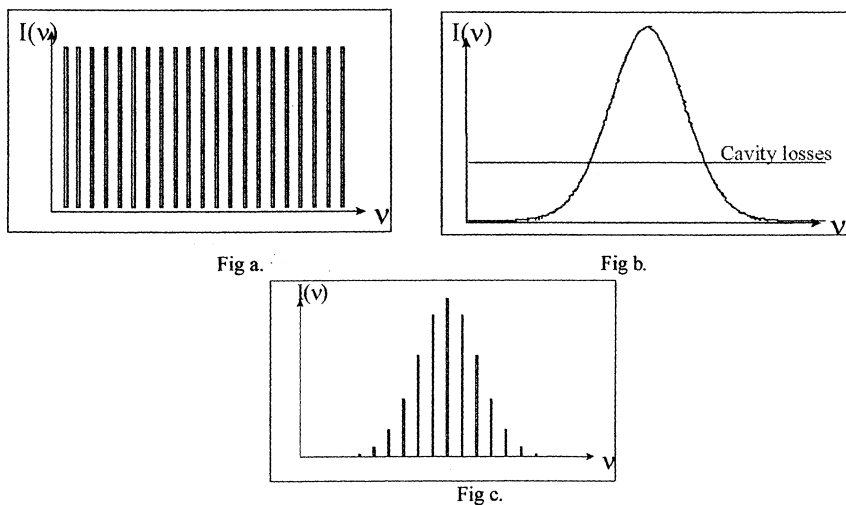 I(ν)
ν
Fig a.
I(ν)
Cavity losses
ν
Fig b.
I(ν)
ν
Fig c.